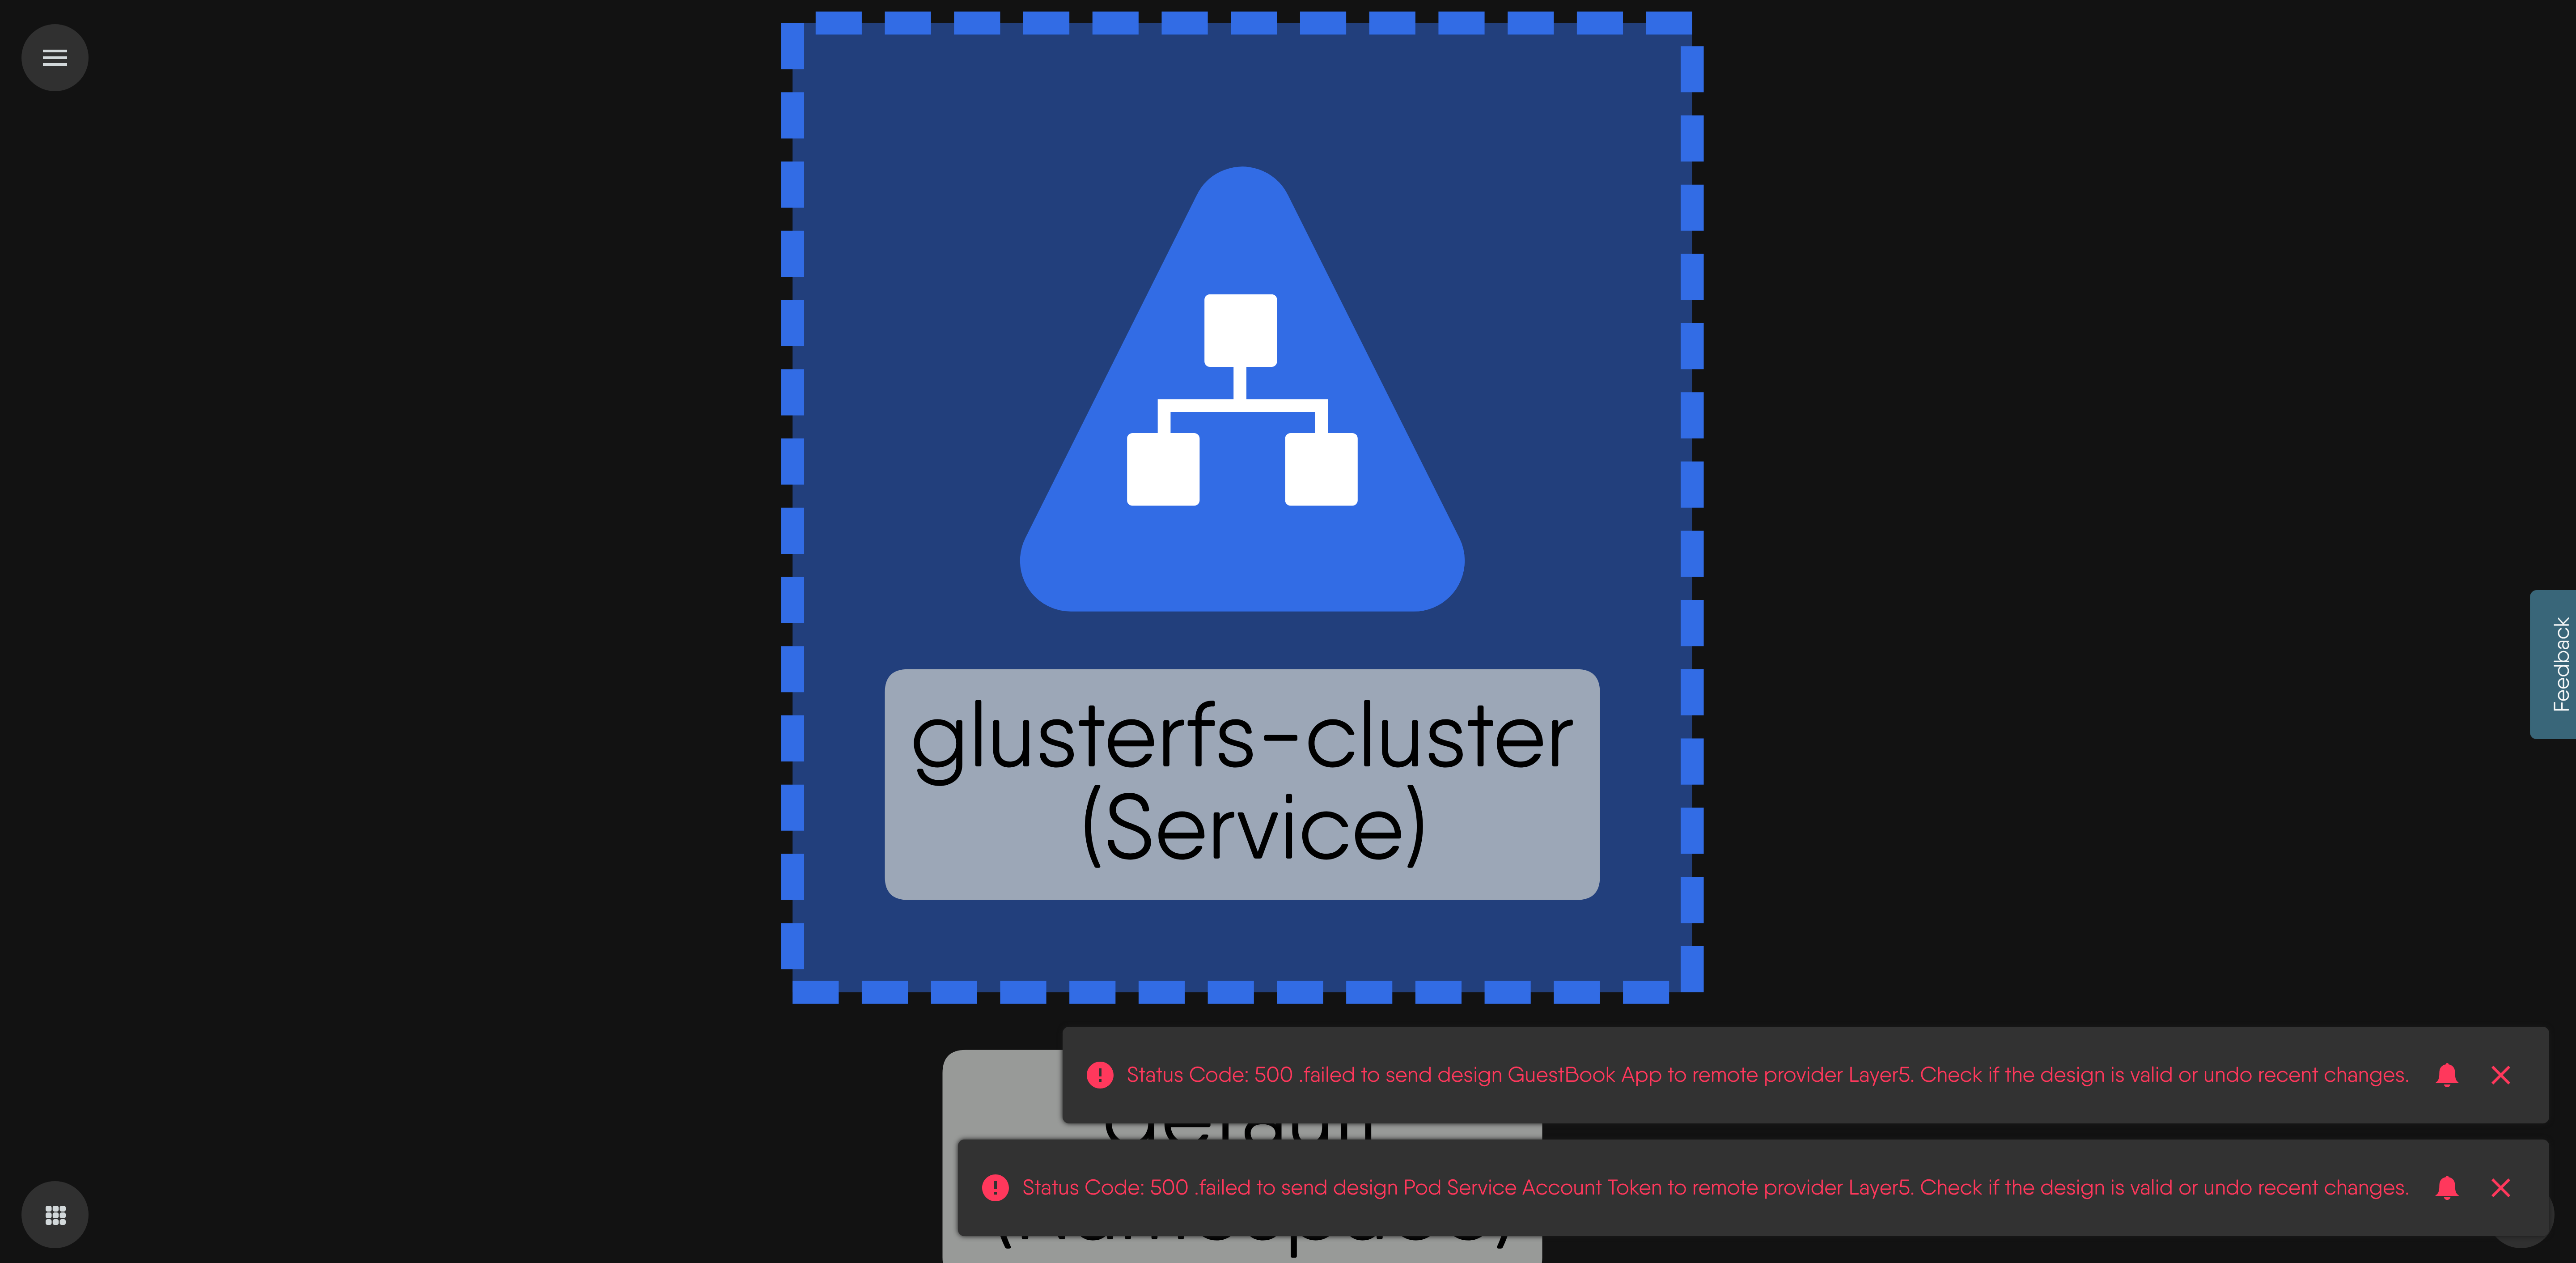 glusterfs-cluster
(Service)
Feedback
Status Code: 500 .failed to send design GuestBook App to remote provider Layer5. Check if the design is valid or undo recent changes.
Status Code: 500 .failed to send design Pod Service Account Token to remote provider Layer5. Check if the design is valid or undo recent changes.